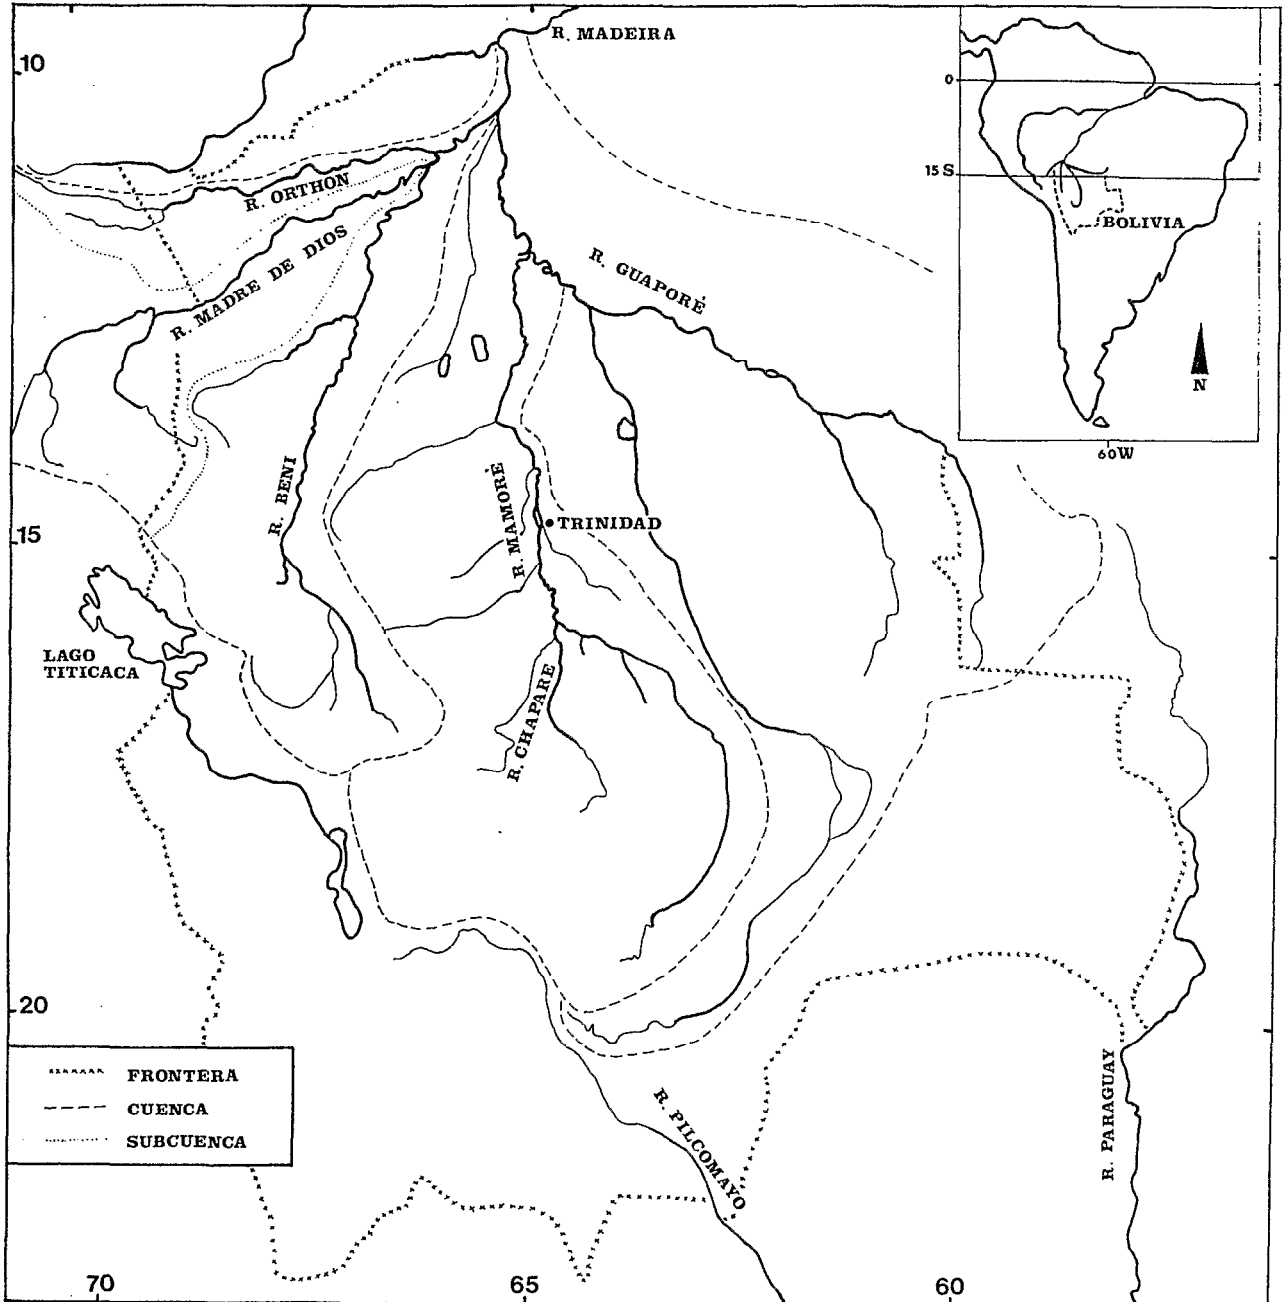 R. MADEIRA
10
0
15 S
BOLIVIA
N
60W
R. ORTHON
R. MADRE DE DIOS
R. GUAPORÉ
R. BENI
R. MAMORÉ
TRINIDAD
15
LAGO
TITICACA
R. CHAPARE
20
FRONTERA
CUENCA
SUBCUENCA
R. PILCOMAYO
R. PARAGUAY
70
65
60